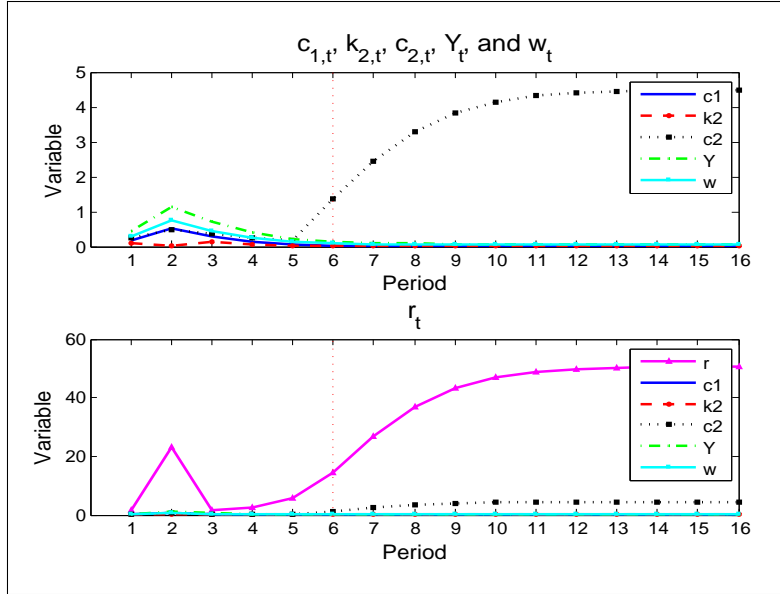 c1,t, k2,t, c2,t, Yt, and wt
5
4
3
2
1
0
Variable
1 2 3 4 5 6 7 8 9 10 11 12 13 14 15 16
Period
c1
k2
c2
Y
w
rt
60
40
20
0
Variable
1 2 3 4 5 6 7 8 9 10 11 12 13 14 15 16
Period
r
c1
k2
c2
Y
w